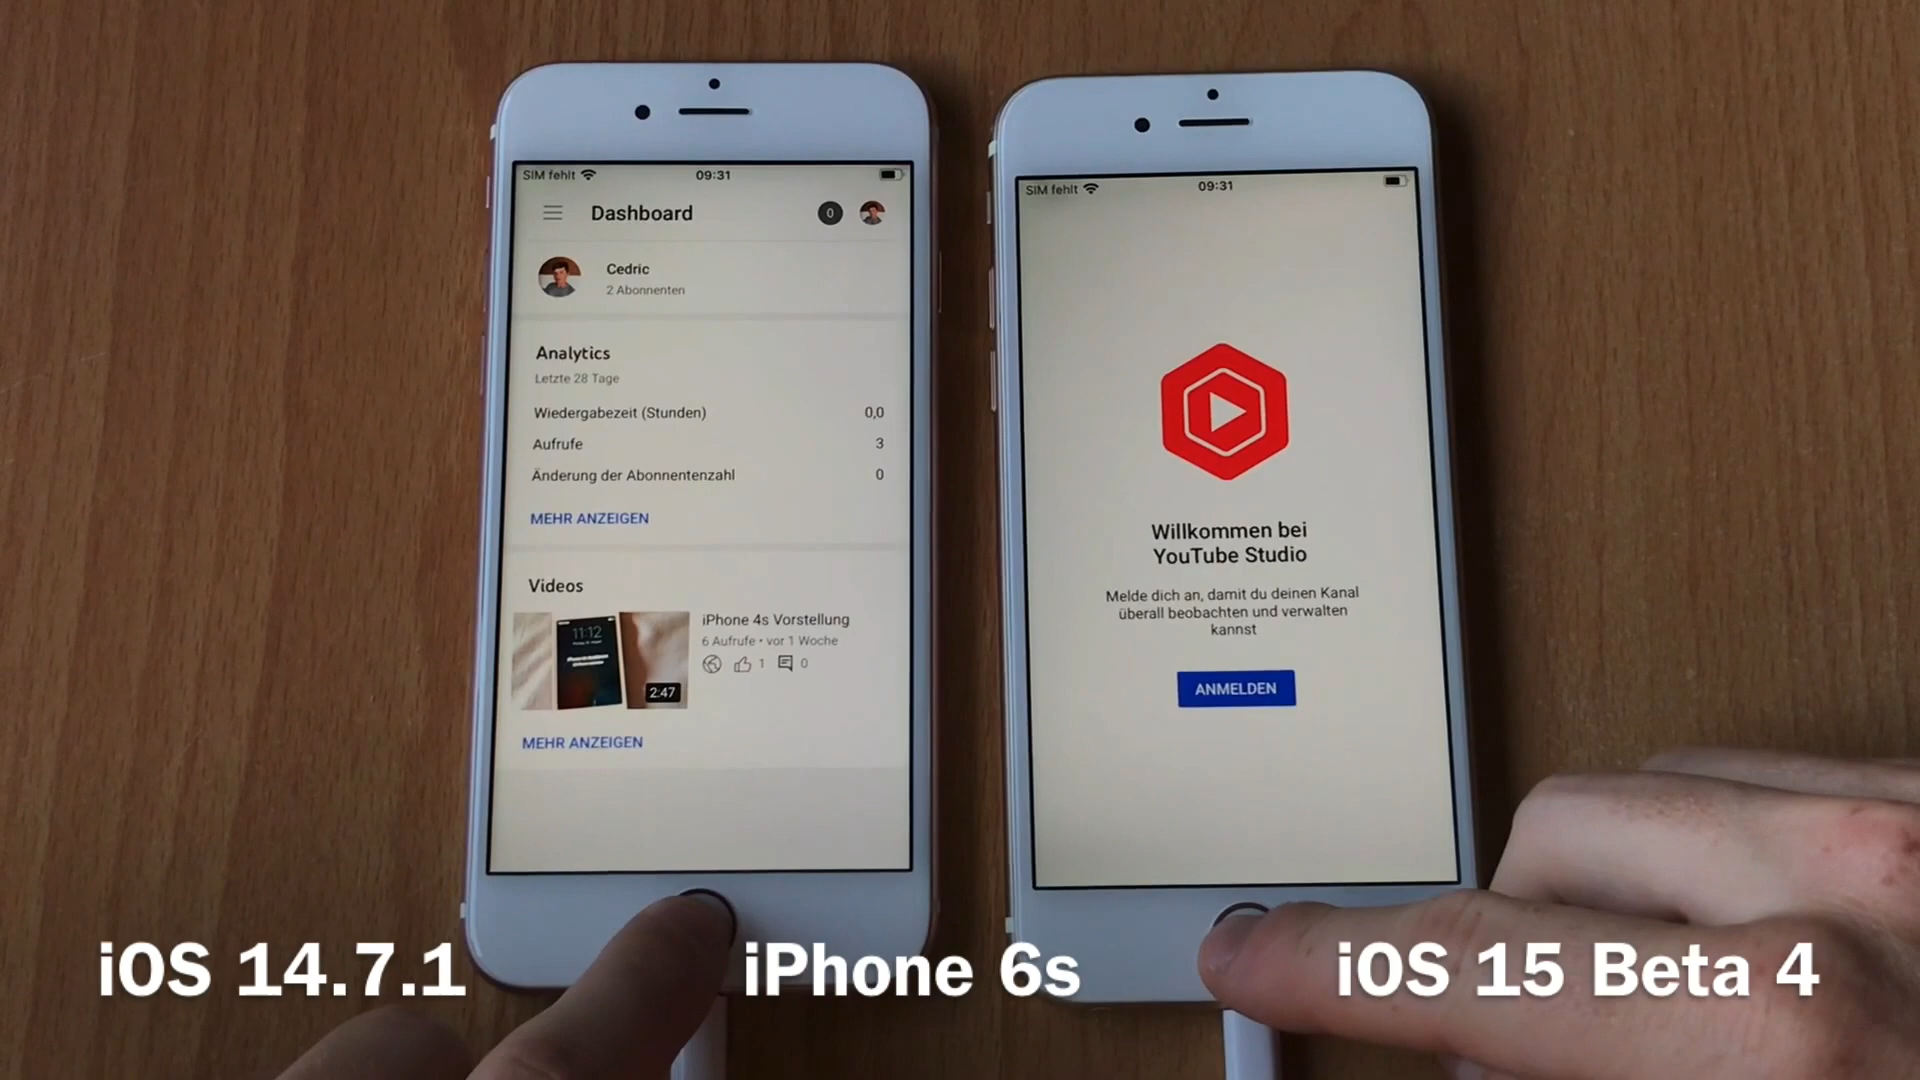 SIM fehlt 09:31
Dashboard 0
Cedric
2 Abonnenten
Analytics
Letzte 28 Tage
Wiedergabezeit (Stunden) 0,0
Aufrufe 3
Änderung der Abonnentenzahl 0
MEHR ANZEIGEN
Videos
11:12
2:47
iPhone 4s Vorstellung
6 Aufrufe • vor 1 Woche
1 0
MEHR ANZEIGEN
SIM fehlt 09:31
Willkommen bei
YouTube Studio
Melde dich an, damit du deinen Kanal
überall beobachten und verwalten
kannst
ANMELDEN
iOS 14.7.1
iPhone 6s
iOS 15 Beta 4